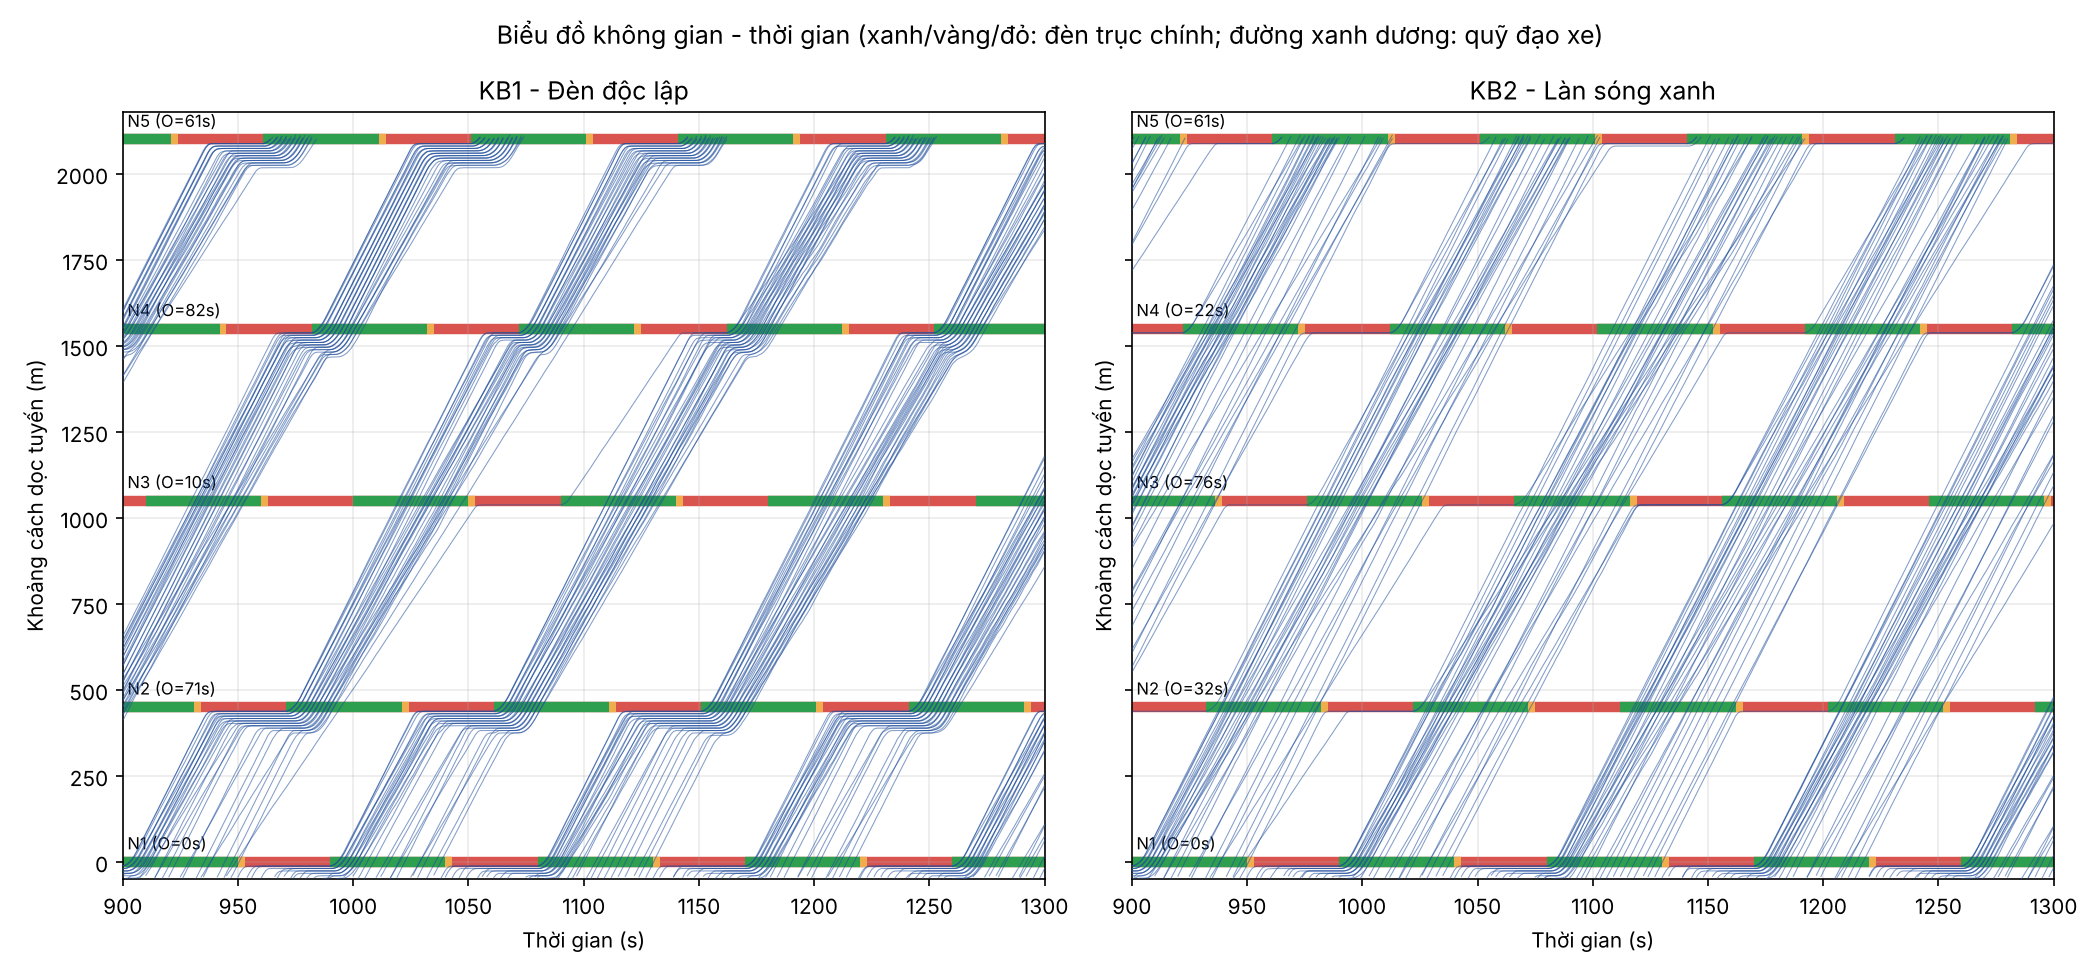 Biểu đồ không gian - thời gian (xanh/vàng/đỏ: đèn trục chính; đường xanh dương: quỹ đạo xe)
KB1 - Đèn độc lập
N5 (O=61s)
N4 (O=82s)
N3 (O=10s)
N2 (O=71s)
N1 (O=0s)
2000
1750
1500
1250
1000
750
500
250
0
Khoảng cách dọc tuyến (m)
900 950 1000 1050 1100 1150 1200 1250 1300
Thời gian (s)
KB2 - Làn sóng xanh
N5 (O=61s)
N4 (O=22s)
N3 (O=76s)
N2 (O=32s)
N1 (O=0s)
Khoảng cách dọc tuyến (m)
900 950 1000 1050 1100 1150 1200 1250 1300
Thời gian (s)